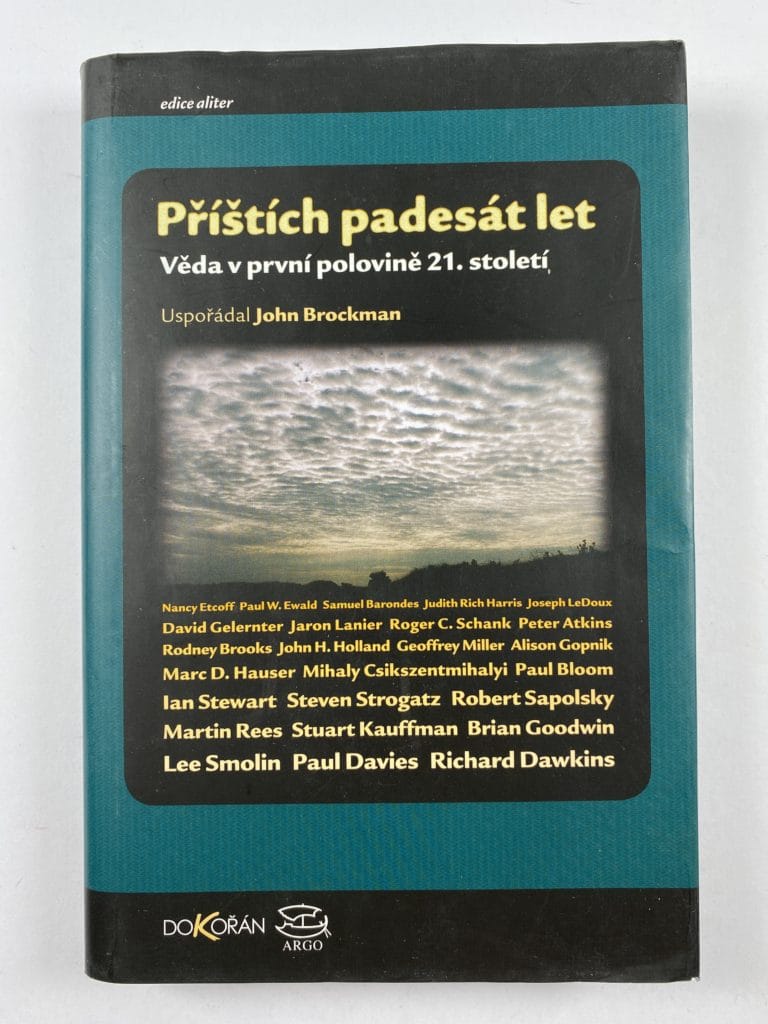 edice aliter
Příštích padesát let
Věda v první polovině 21. století
Uspořádal John Brockman
Nancy Etcoff Paul W. Ewald Samuel Barondes Judith Rich Harris Joseph LeDoux
David Gelernter Jaron Lanier Roger C. Schank Peter Atkins
Rodney Brooks John H. Holland Geoffrey Miller Alison Gopnik
Marc D. Hauser Mihaly Csikszentmihalyi Paul Bloom
Ian Stewart Steven Strogatz Robert Sapolsky
Martin Rees Stuart Kauffman Brian Goodwin
Lee Smolin Paul Davies Richard Dawkins
DOKOŘÁN
ARGO